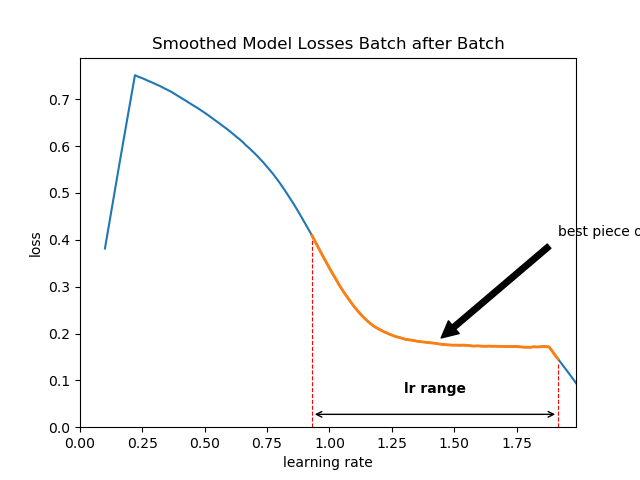 Smoothed Model Losses Batch after Batch
0.7
0.6
0.5
0.4
0.3
0.2
0.1
0.0
loss
best piece o
lr range
0.00 0.25 0.50 0.75 1.00 1.25 1.50 1.75
learning rate